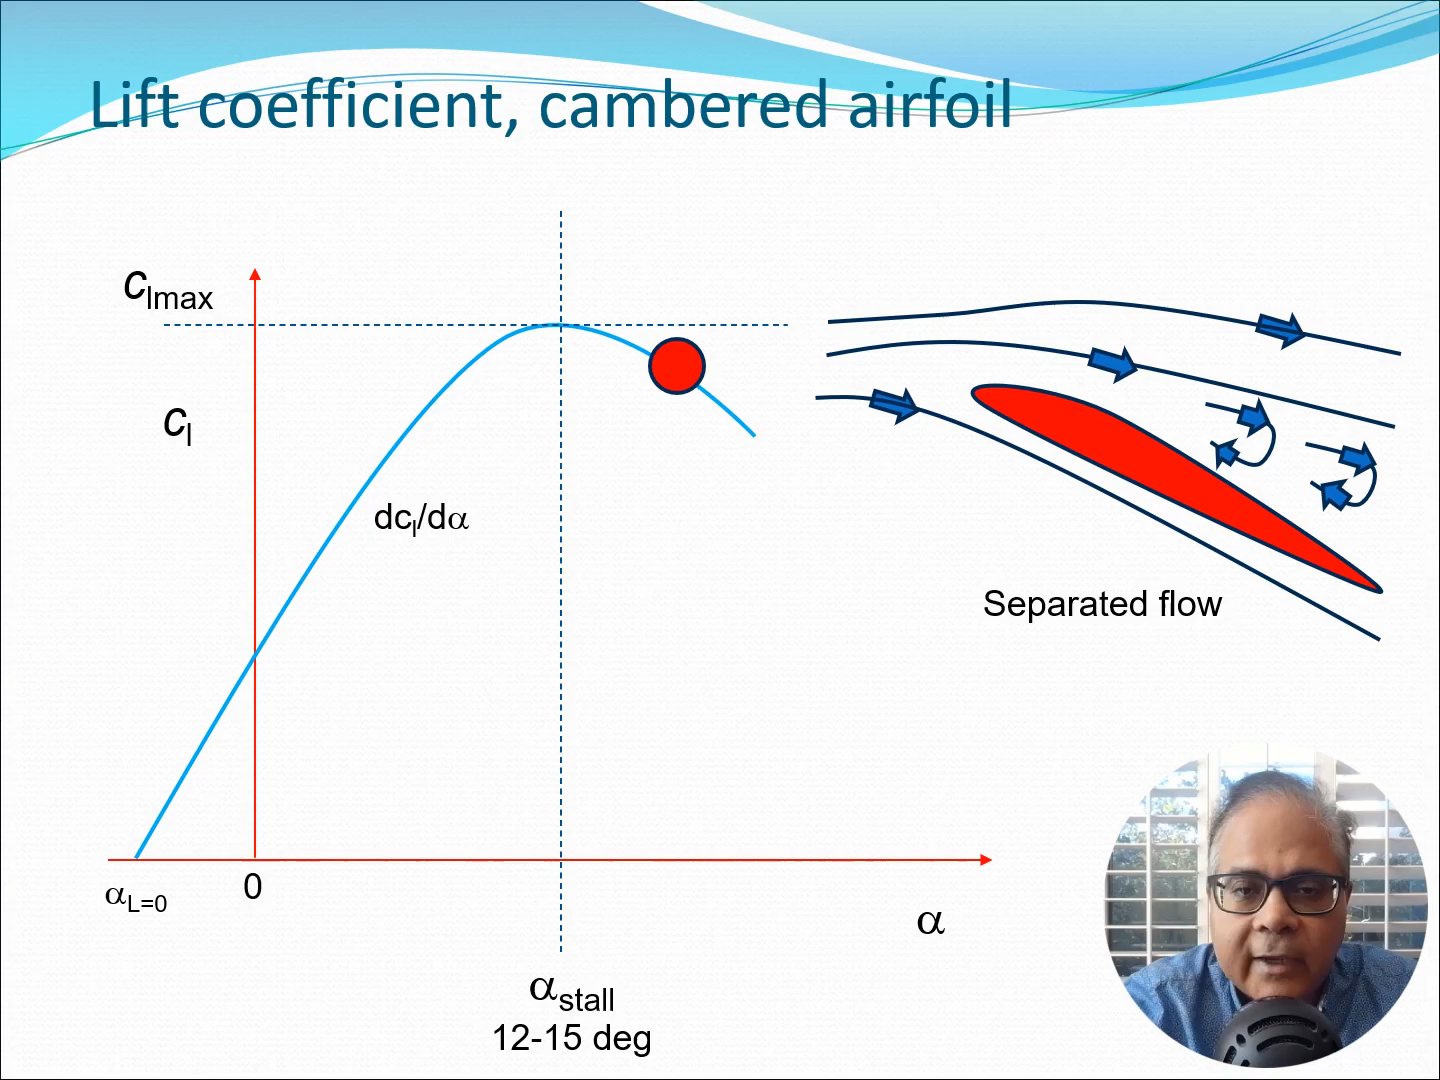 Lift coefficient, cambered airfoil
clmax
cl
dcl/dα
Separated flow
αL=0
0
α
αstall
12-15 deg